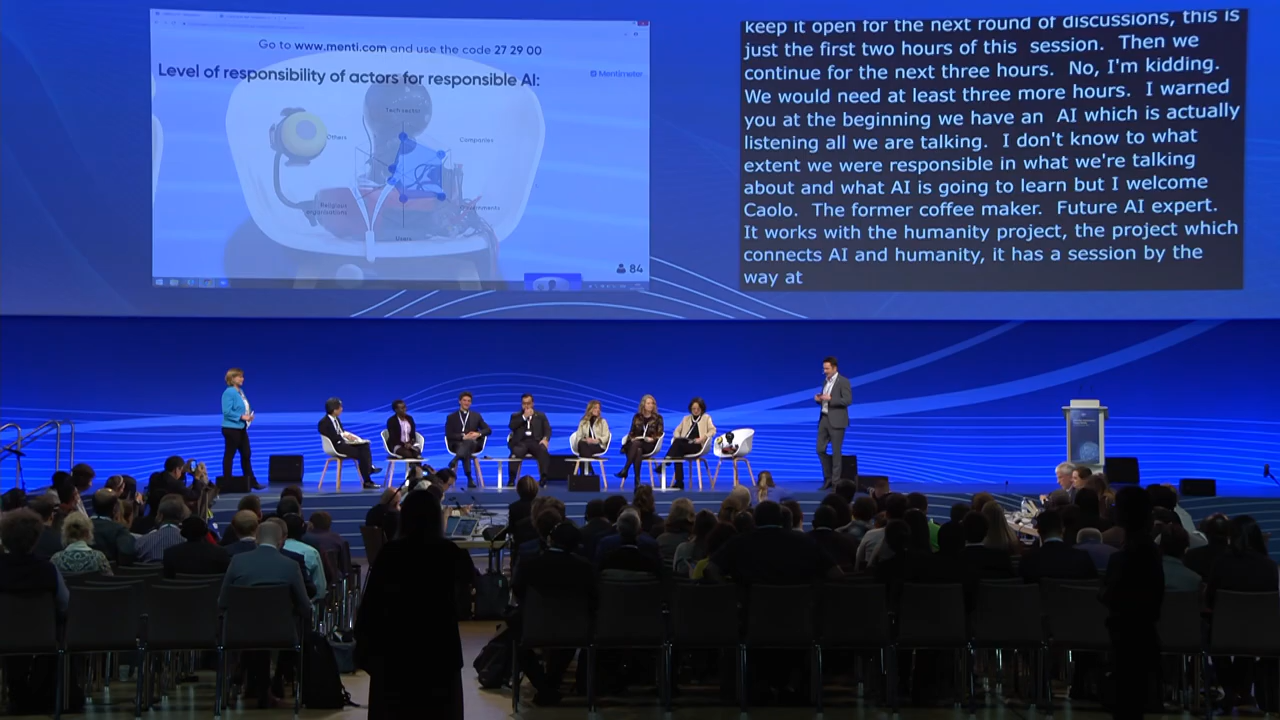 Go to www.menti.com and use the code 27 29 00
Level of responsibility of actors for responsible AI:
Mentimeter
Tech sector
Others
Companies
Religious
organisations
Users
84
keep it open for the next round of discussions, this is
just the first two hours of this session. Then we
continue for the next three hours. No, I'm kidding.
We would need at least three more hours. I warned
you at the beginning we have an AI which is actually
listening all we are talking. I don't know to what
extent we were responsible in what we're talking
about and what AI is going to learn but I welcome
Caolo. The former coffee maker. Future AI expert.
It works with the humanity project, the project which
connects AI and humanity, it has a session by the
way at